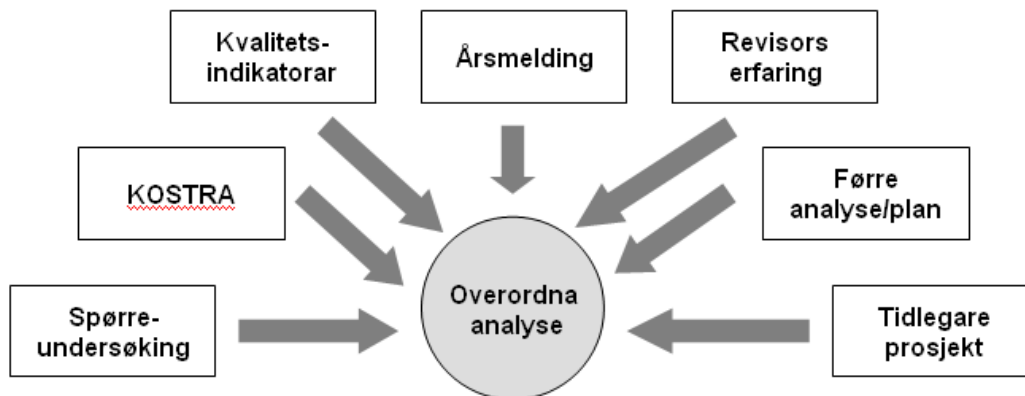 Kvalitets-
indikatorar
Årsmelding
Revisors
erfaring
KOSTRA
Førre
analyse/plan
Spørre-
undersøking
Overordna
analyse
Tidlegare
prosjekt